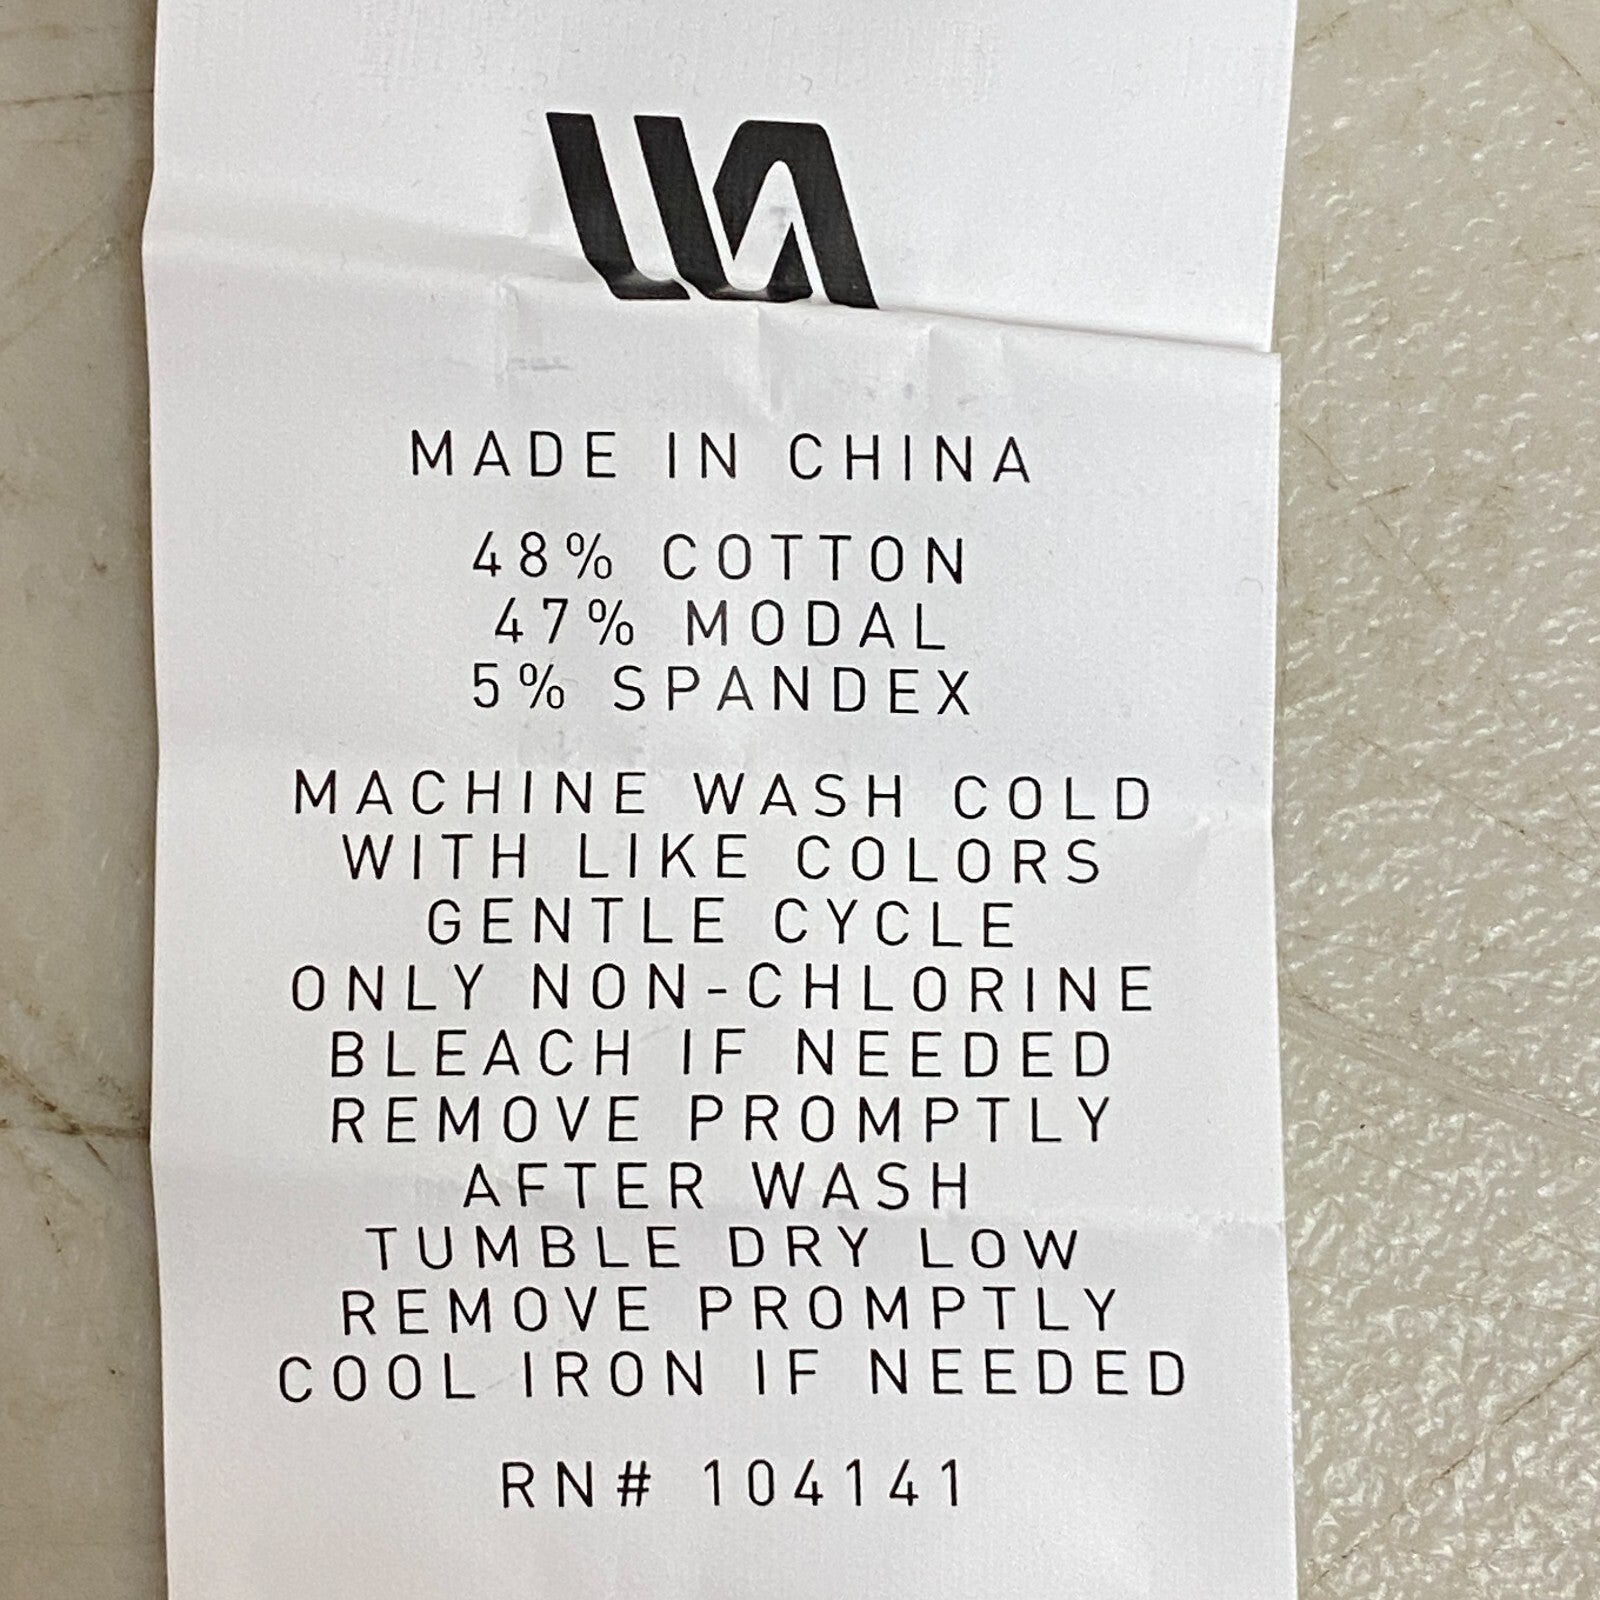 MADE IN CHINA
48% COTTON
47% MODAL
5% SPANDEX
MACHINE WASH COLD
WITH LIKE COLORS
GENTLE CYCLE
ONLY NON-CHLORINE
BLEACH IF NEEDED
REMOVE PROMPTLY
AFTER WASH
TUMBLE DRY LOW
REMOVE PROMPTLY
COOL IRON IF NEEDED
RN# 104141